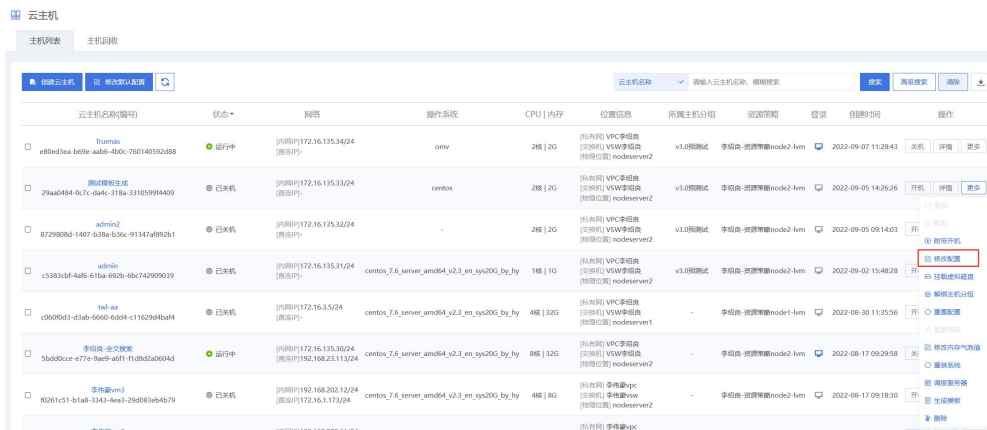 云主机
主机列表 主机回收
创建云主机 修改默认配置 云主机名称 请输入云主机名称，模糊搜索 搜索 高级搜索 清除
云主机名称(编号) 状态 网络 操作系统 CPU | 内存 位置信息 所属主机分组 资源策略 登录 创建时间 操作
[私有网] VPC李绍良
Truenas
e80ed3ea-b69e-aab6-4b0c-760140592d88 运行中 [内网IP]172.16.135.34/24 omv 2核 | 2G [交换机] VSW李绍良 v3.0预测试 李绍良-资源策略node2-lvm 2022-09-07 11:28:43 关机 详情 更多
[直连IP]-
[物理位置] nodeserver2
[私有网] VPC李绍良
测试模板生成
29aa0484-0c7c-da4c-318a-3310599f4409 已关机 [内网IP]172.16.135.33/24 centos 2核 | 2G [交换机] VSW李绍良 v3.0预测试 李绍良-资源策略node2-lvm 2022-09-05 14:26:26 开机 详情 更多
[直连IP]-
[物理位置] nodeserver2
[私有网] VPC李绍良
admin2
8729808d-1407-b38a-b36c-91347af892b1 已关机 [内网IP]172.16.135.32/24 - 2核 | 2G [交换机] VSW李绍良 v3.0预测试 李绍良-资源策略node2-lvm 2022-09-05 09:14:03 开
[直连IP]-
[物理位置] nodeserver2
附带开机
修改配置
[私有网] VPC李绍良
admin
c5383cbf-4af6-61ba-692b-6bc742909039 已关机 [内网IP]172.16.135.31/24 centos_7.6_server_amd64_v2.3_en_sys20G_by_hy 1核 | 1G [交换机] VSW李绍良 v3.0预测试 李绍良-资源策略node2-lvm 2022-09-02 15:48:28 开
[直连IP]-
[物理位置] nodeserver2
挂载虚拟磁盘
解绑主机分组
[私有网] VPC李绍良
twl-aa
c060f0d3-d3ab-6660-6dd4-c11629d4baf4 已关机 [内网IP]172.16.3.5/24 centos_7.6_server_amd64_v2.3_en_sys20G_by_hy 4核 | 32G [交换机] VSW李绍良 - 李绍良-资源策略node1-lvm 2022-08-30 11:35:56 开
[直连IP]-
[物理位置] nodeserver1
重置配置
修改内存气泡值
[私有网] VPC李绍良
李绍良-全文搜索
5bdd0cce-e77e-9ae9-a6f1-f1d8d2a0604d 运行中 [内网IP]172.16.135.30/24 centos_7.6_server_amd64_v2.3_en_sys20G_by_hy 8核 | 32G [交换机] VSW李绍良 - 李绍良-资源策略node2-lvm 2022-08-17 09:29:58 关
[直连IP]192.168.23.113/24
[物理位置] nodeserver2
重装系统
调度服务器
[私有网] 李伟豪vpc
李伟豪vm3
f0261c51-b1a8-3343-4ea3-29d083eb4b79 已关机 [内网IP]192.168.202.12/24 centos_7.6_server_amd64_v2.3_en_sys20G_by_hy 4核 | 8G [交换机] 李伟豪vsw - 李绍良-资源策略node2-lvm 2022-08-17 09:18:30 开
[直连IP]172.16.1.173/24
[物理位置] nodeserver2
生成模板
删除
[私有网] 李伟豪vpc